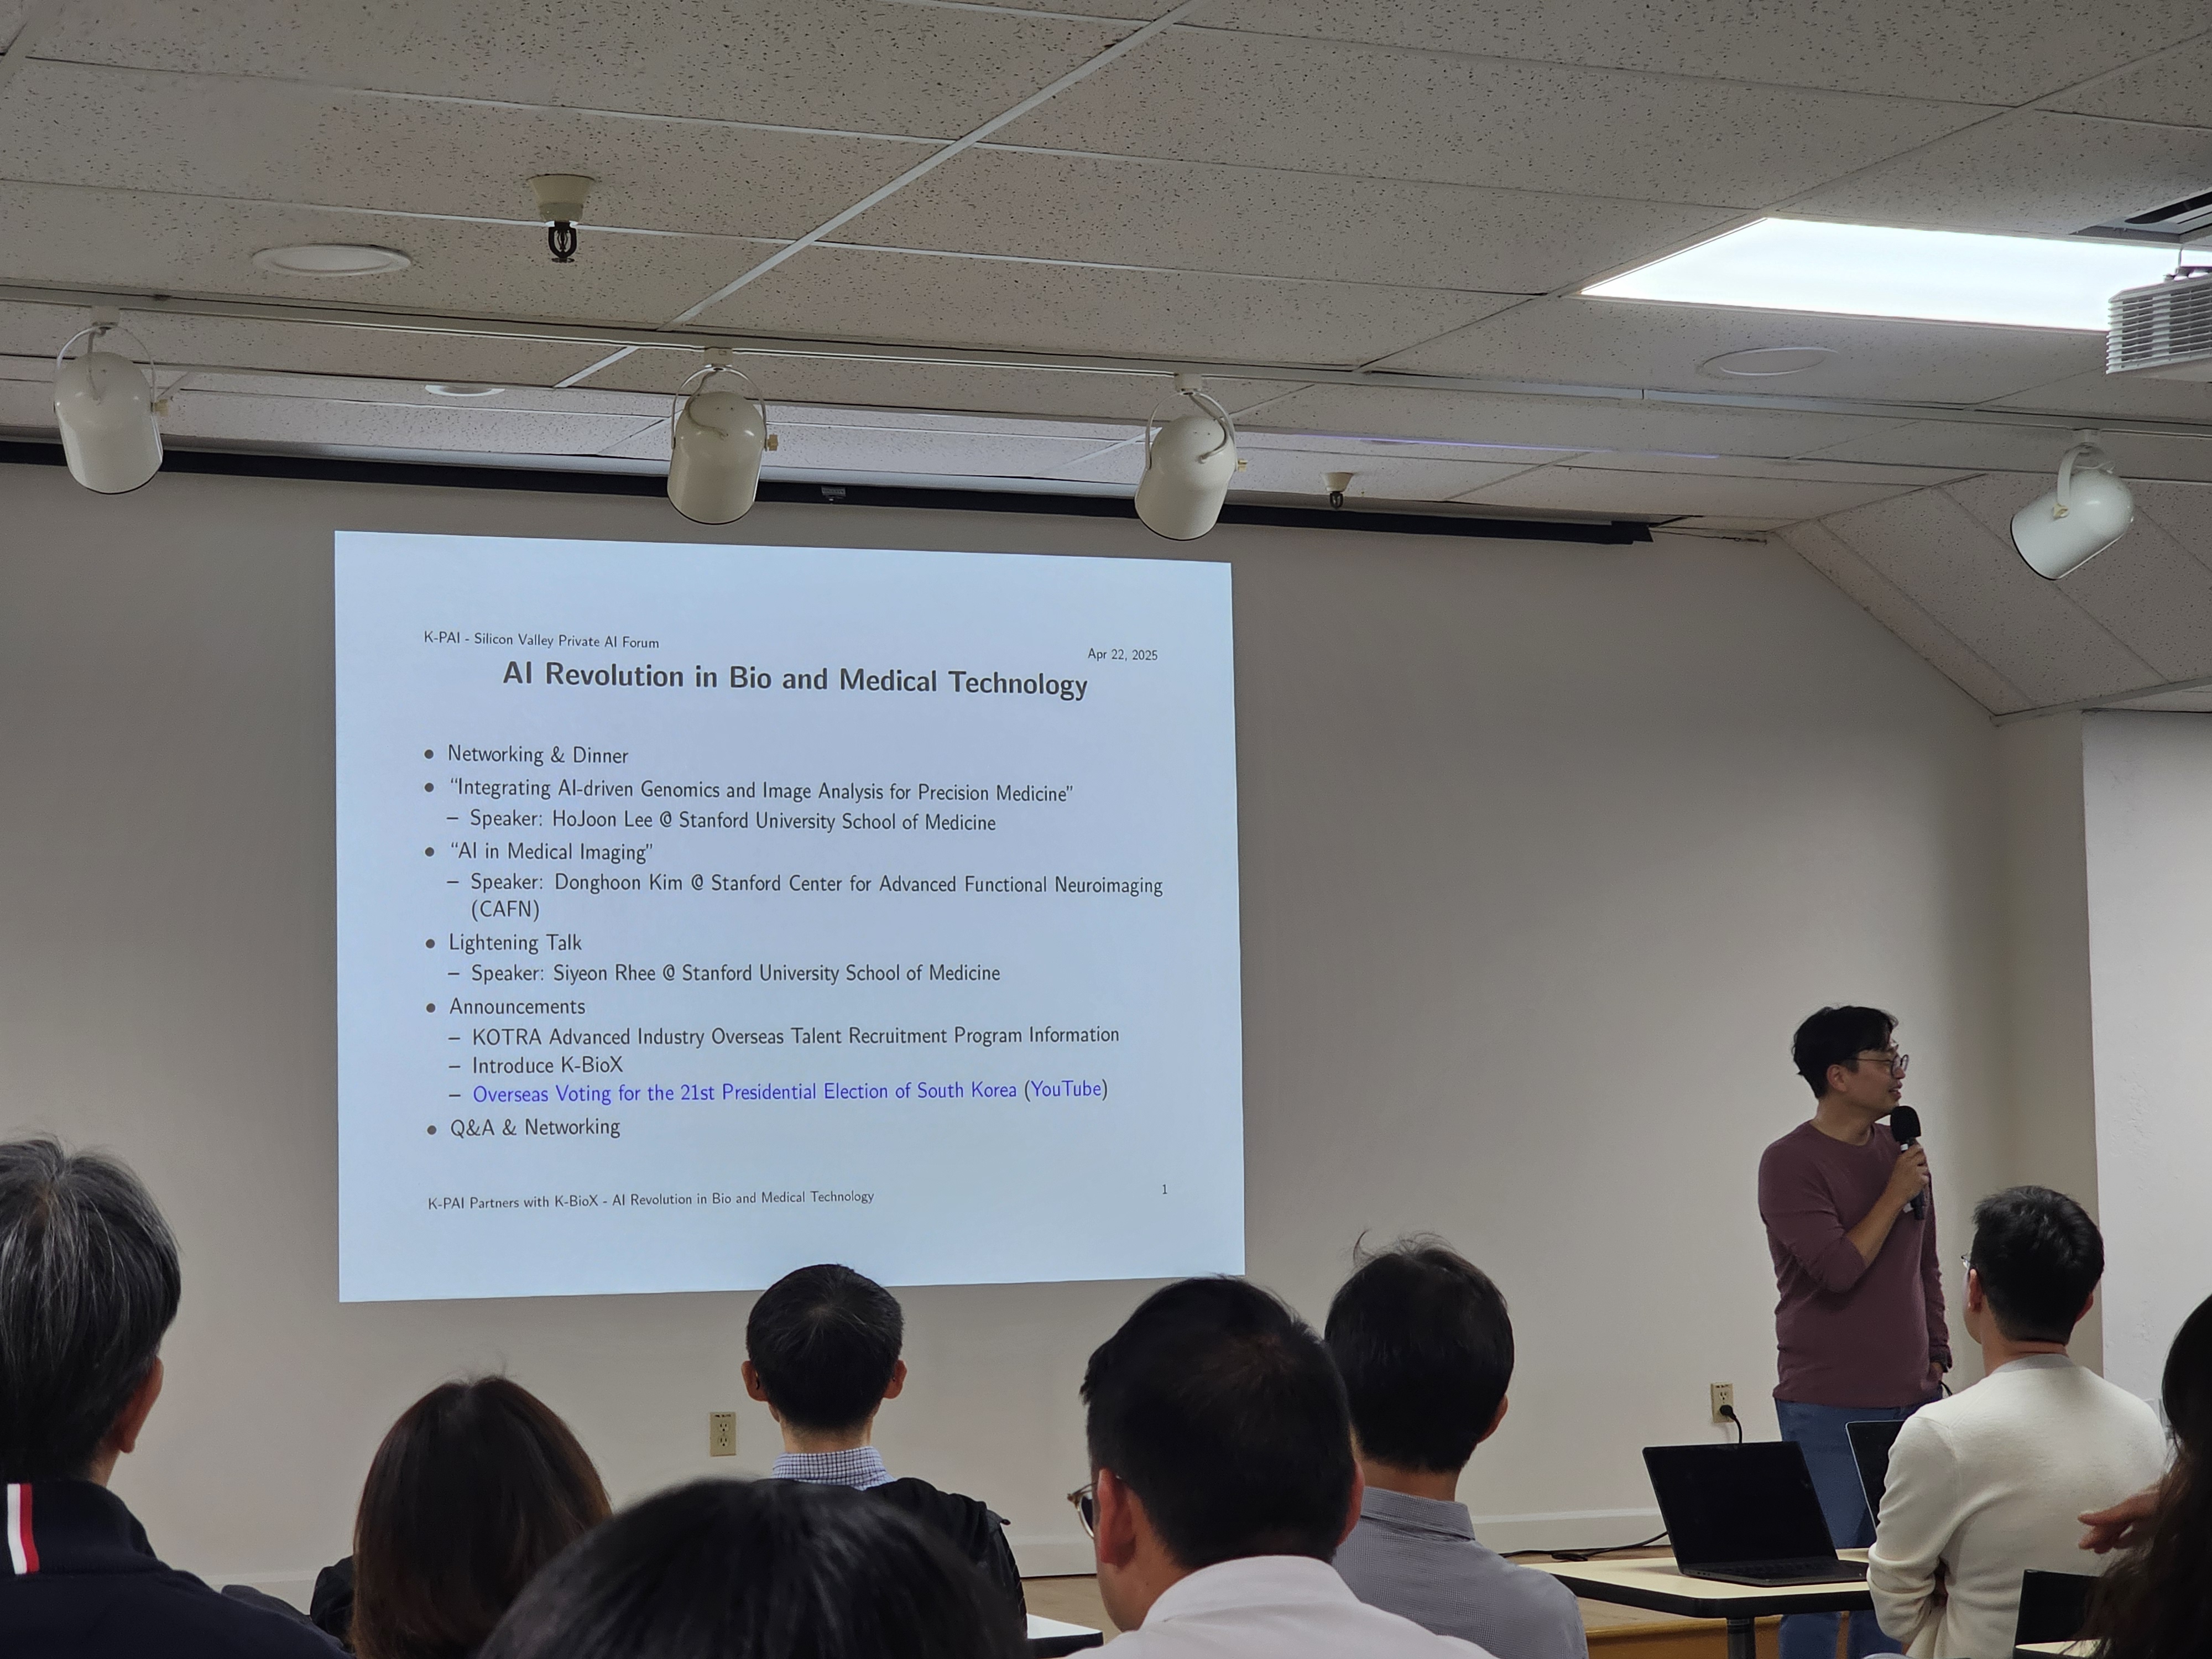 K-PAI - Silicon Valley Private AI Forum
Apr 22, 2025
AI Revolution in Bio and Medical Technology
• Networking & Dinner
• “Integrating AI-driven Genomics and Image Analysis for Precision Medicine”
– Speaker: HoJoon Lee @ Stanford University School of Medicine
• “AI in Medical Imaging”
– Speaker: Donghoon Kim @ Stanford Center for Advanced Functional Neuroimaging
(CAFN)
• Lightening Talk
– Speaker: Siyeon Rhee @ Stanford University School of Medicine
• Announcements
– KOTRA Advanced Industry Overseas Talent Recruitment Program Information
– Introduce K-BioX
– Overseas Voting for the 21st Presidential Election of South Korea (YouTube)
• Q&A & Networking
K-PAI Partners with K-BioX - AI Revolution in Bio and Medical Technology
1